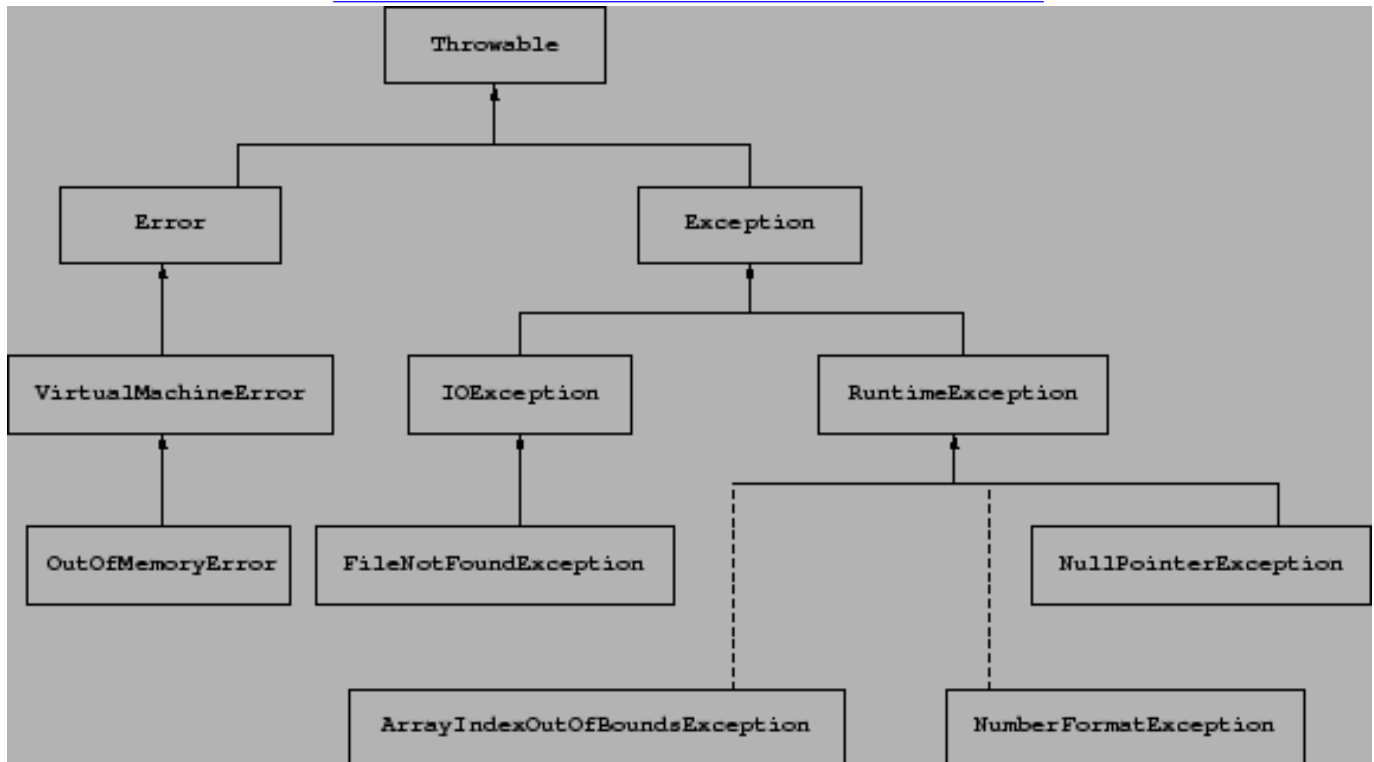 Throwable
Error
Exception
VirtualMachineError
IOException
RuntimeException
OutOfMemoryError
FileNotFoundException
NullPointerException
ArrayIndexOutOfBoundsException
NumberFormatException